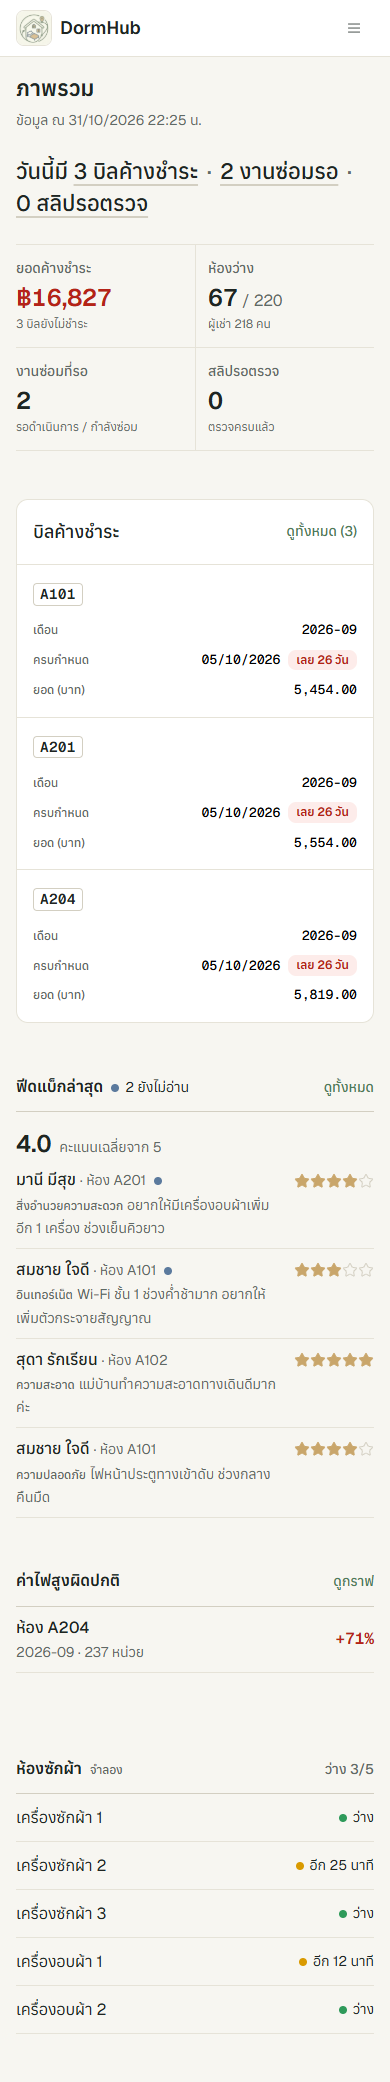 DormHub
ภาพรวม
ข้อมูล ณ 31/10/2026 22:25 น.
วันนี้มี 3 บิลค้างชำระ · 2 งานซ่อมรอ ·
0 สลิปรอตรวจ
ยอดค้างชำระ
฿16,827
3 บิลยังไม่ชำระ
ห้องว่าง
67 / 220
ผู้เช่า 218 คน
งานซ่อมที่รอ
2
รอดำเนินการ / กำลังซ่อม
สลิปรอตรวจ
0
ตรวจครบแล้ว
บิลค้างชำระ ดูทั้งหมด (3)
A101
เดือน 2026-09
ครบกำหนด 05/10/2026 เลย 26 วัน
ยอด (บาท) 5,454.00
A201
เดือน 2026-09
ครบกำหนด 05/10/2026 เลย 26 วัน
ยอด (บาท) 5,554.00
A204
เดือน 2026-09
ครบกำหนด 05/10/2026 เลย 26 วัน
ยอด (บาท) 5,819.00
ฟีดแบ็กล่าสุด 2 ยังไม่อ่าน ดูทั้งหมด
4.0 คะแนนเฉลี่ยจาก 5
มานี มีสุข · ห้อง A201
สิ่งอำนวยความสะดวก อยากให้มีเครื่องอบผ้าเพิ่ม
อีก 1 เครื่อง ช่วงเย็นคิวยาว
สมชาย ใจดี · ห้อง A101
อินเทอร์เน็ต Wi-Fi ชั้น 1 ช่วงค่ำช้ามาก อยากให้
เพิ่มตัวกระจายสัญญาณ
สุดา รักเรียน · ห้อง A102
ความสะอาด แม่บ้านทำความสะอาดทางเดินดีมาก
ค่ะ
สมชาย ใจดี · ห้อง A101
ความปลอดภัย ไฟหน้าประตูทางเข้าดับ ช่วงกลาง
คืนมืด
ค่าไฟสูงผิดปกติ ดูกราฟ
ห้อง A204 +71%
2026-09 · 237 หน่วย
ห้องซักผ้า จำลอง ว่าง 3/5
เครื่องซักผ้า 1 ว่าง
เครื่องซักผ้า 2 อีก 25 นาที
เครื่องซักผ้า 3 ว่าง
เครื่องอบผ้า 1 อีก 12 นาที
เครื่องอบผ้า 2 ว่าง